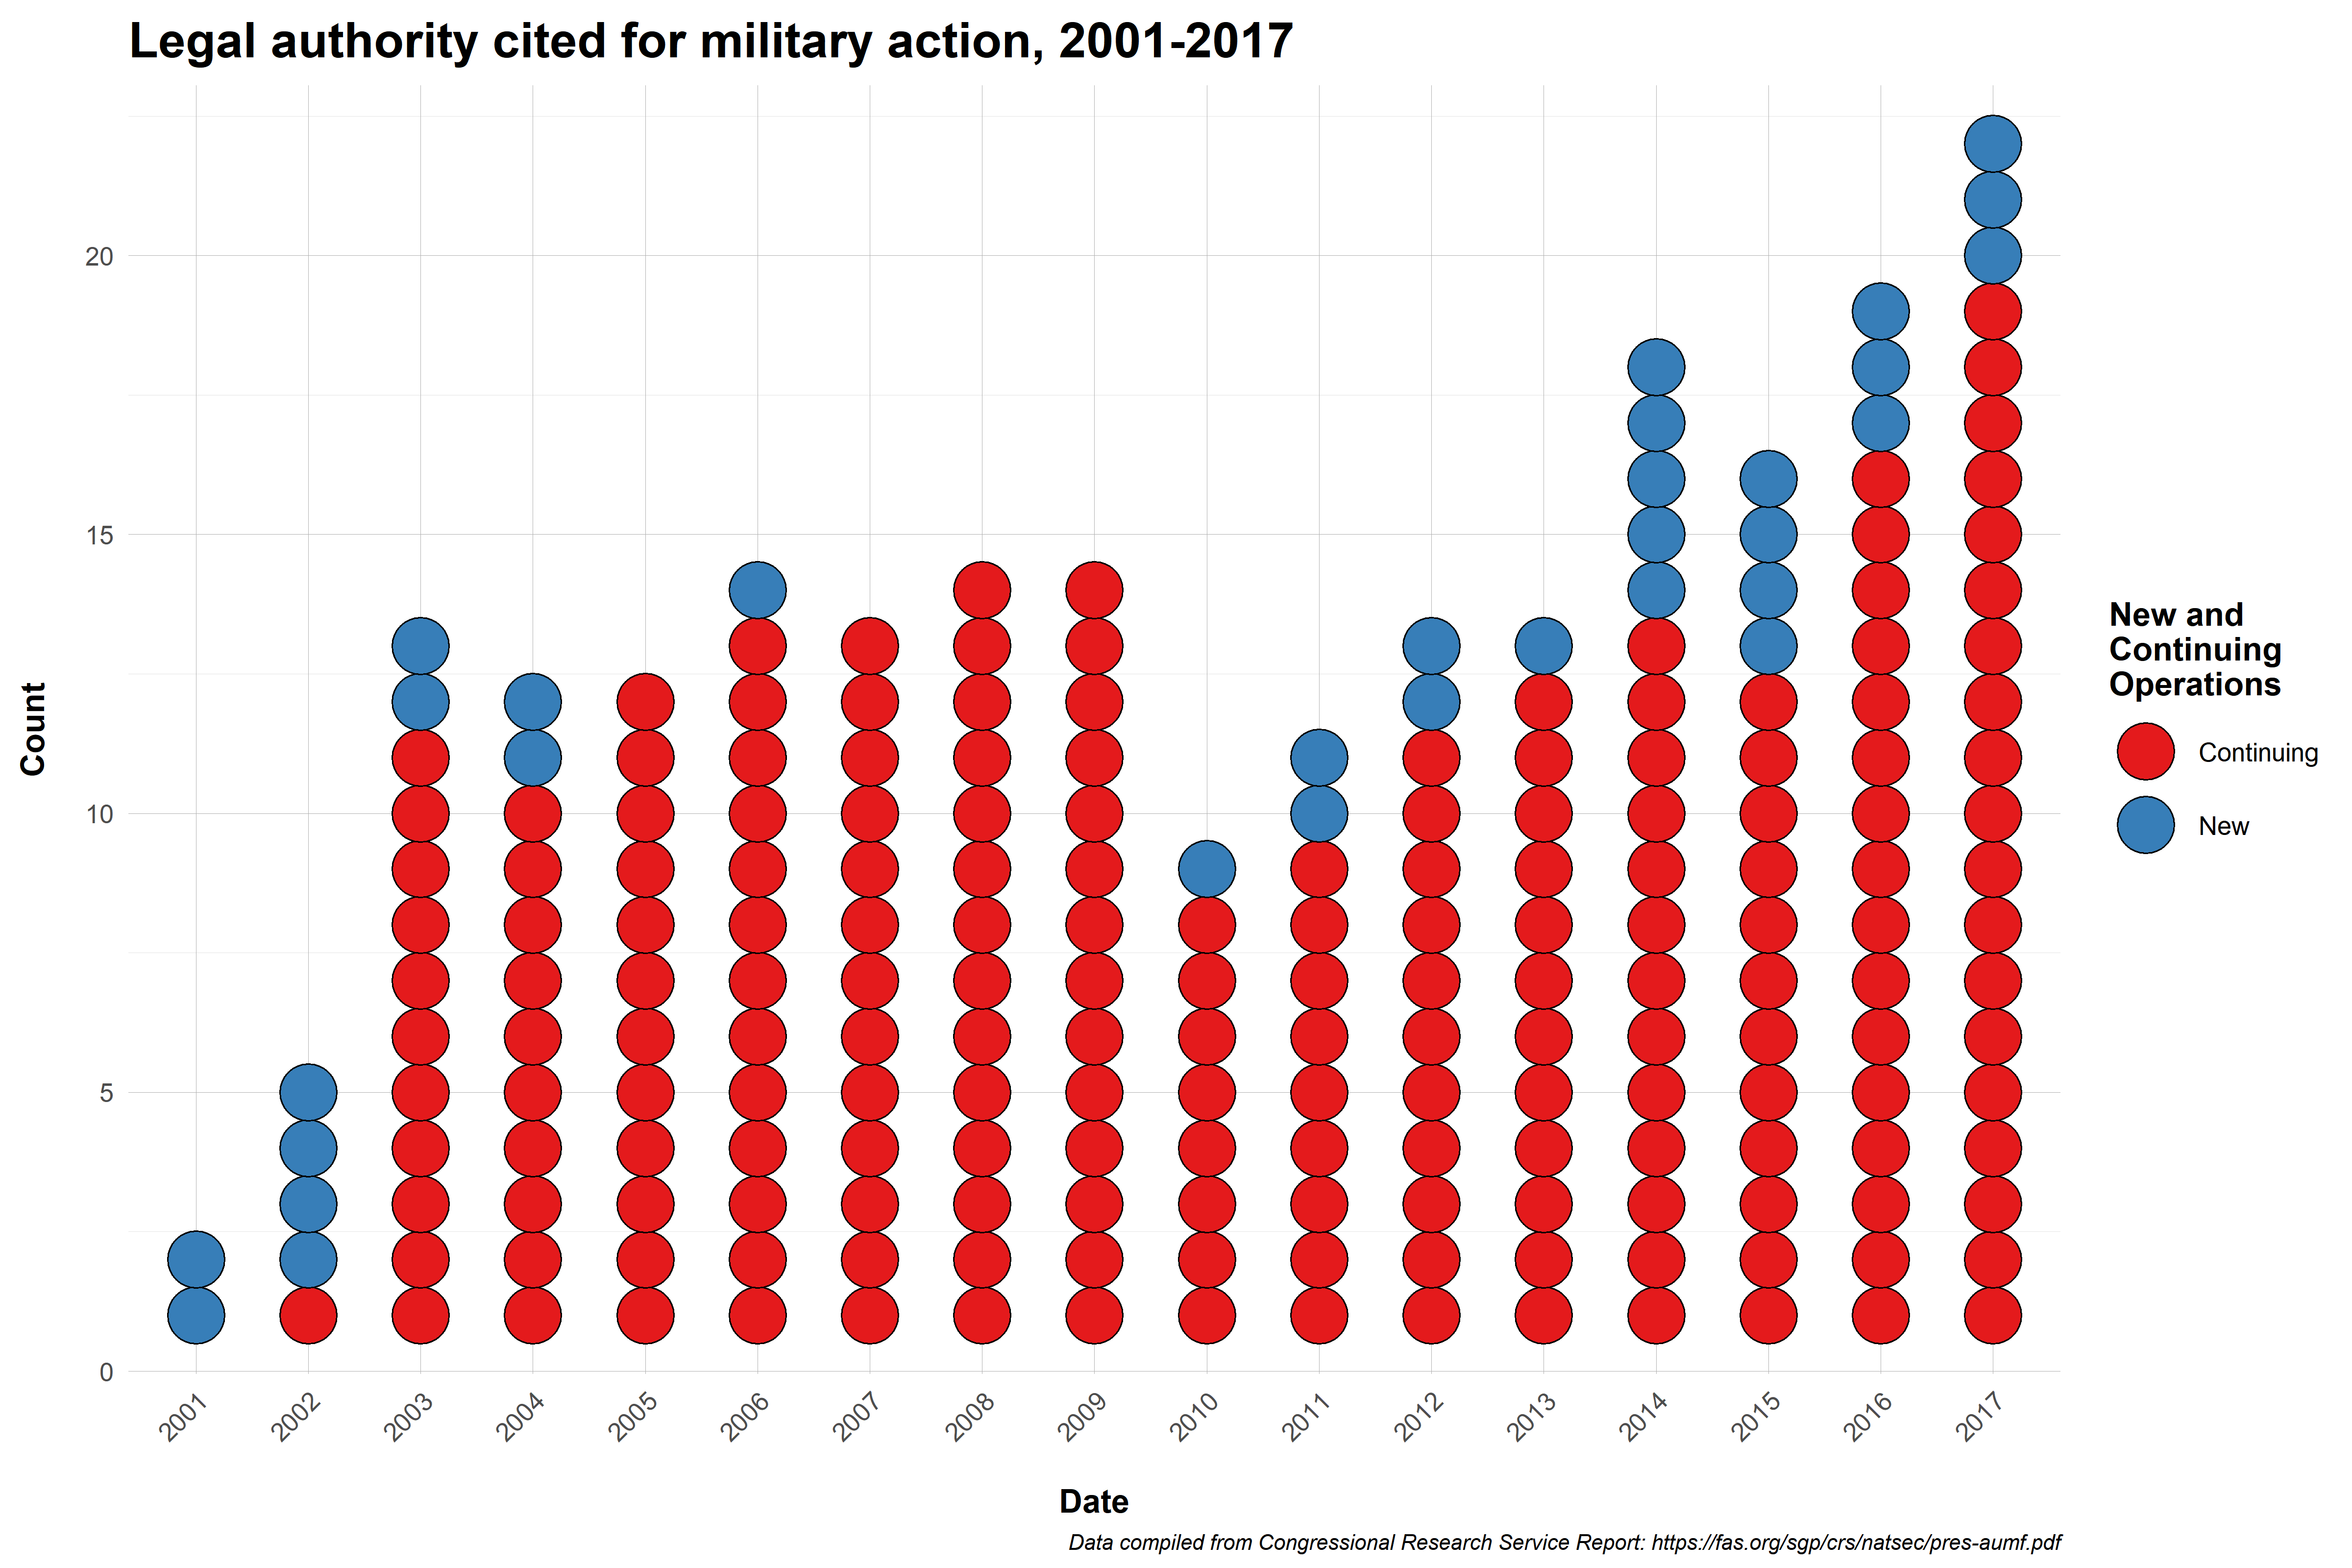 Legal authority cited for military action, 2001-2017
Count
20
15
10
5
0
2001
2002
2003
2004
2005
2006
2007
2008
2009
2010
2011
2012
2013
2014
2015
2016
2017
Date
New and
Continuing
Operations
Continuing
New
Data compiled from Congressional Research Service Report: https://fas.org/sgp/crs/natsec/pres-aumf.pdf